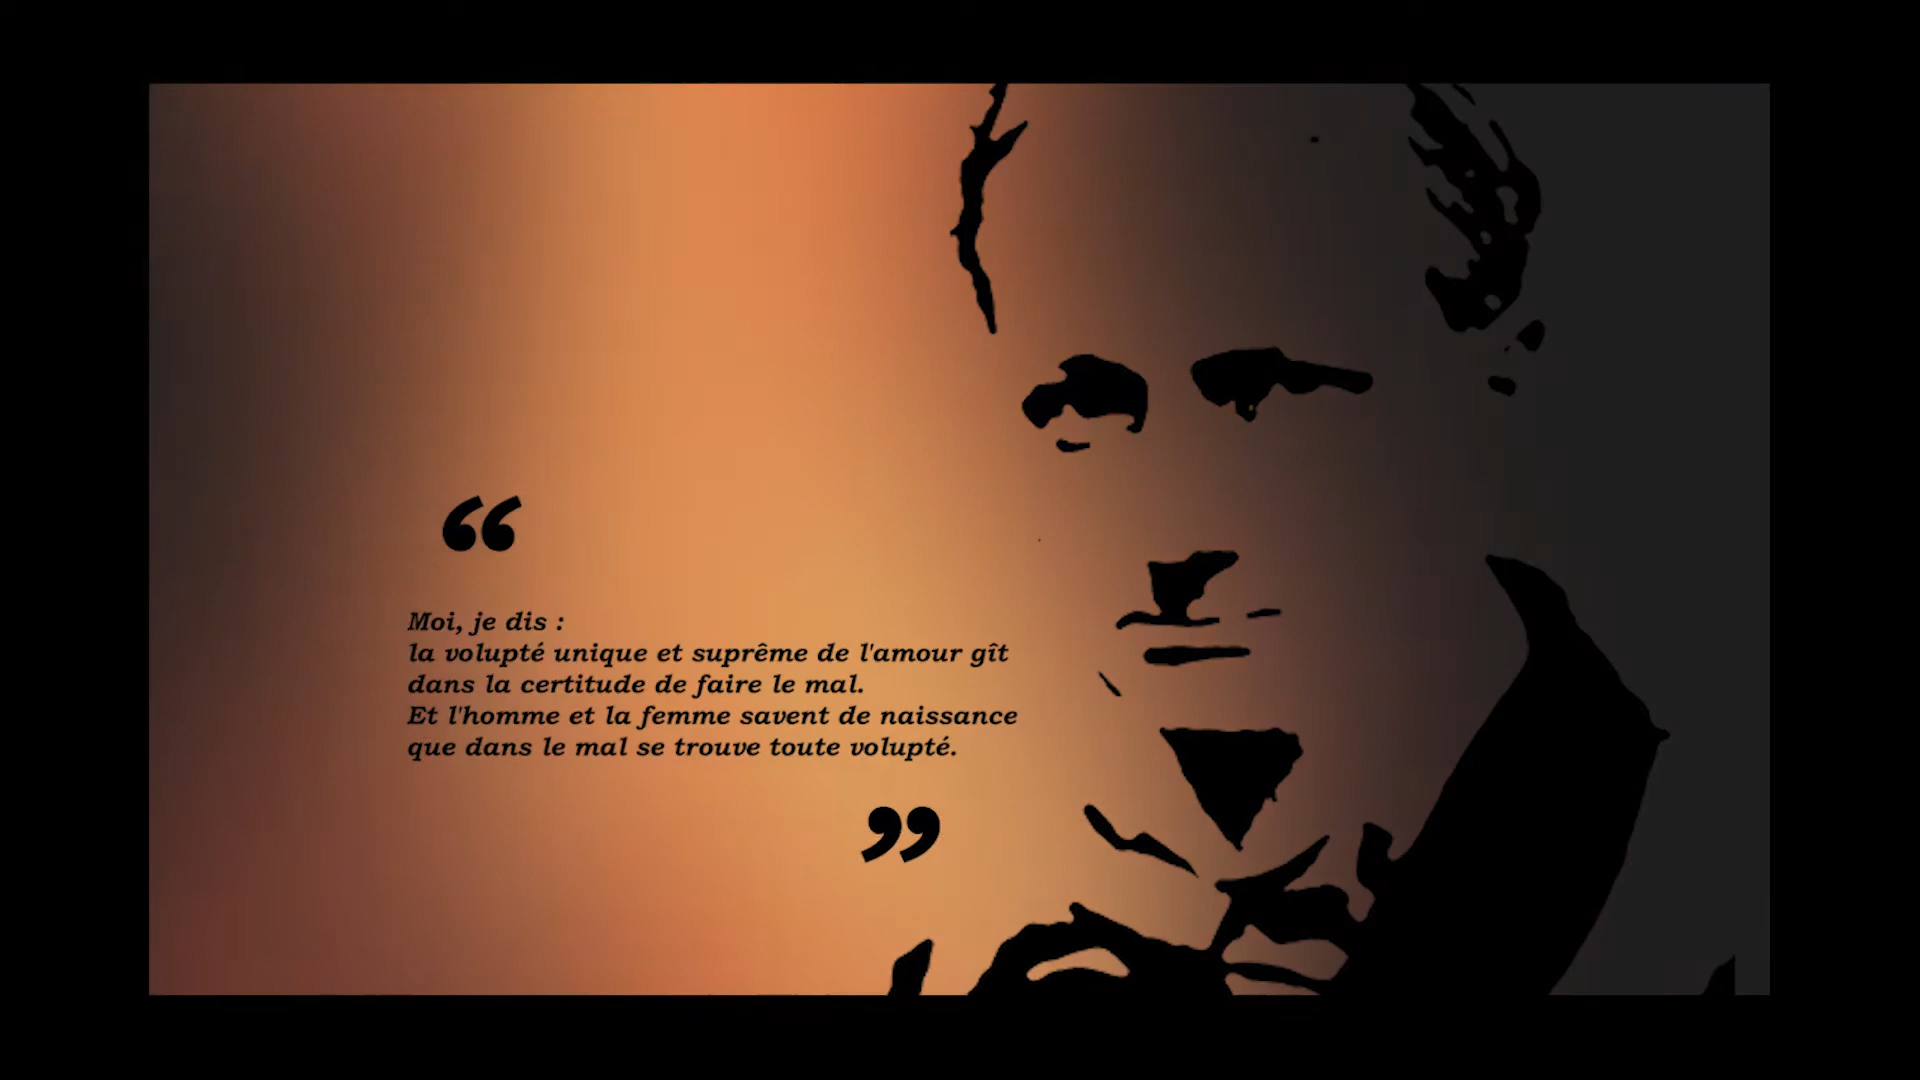 “
Moi, je dis :
la volupté unique et suprême de l'amour gît
dans la certitude de faire le mal.
Et l'homme et la femme savent de naissance
que dans le mal se trouve toute volupté.
”